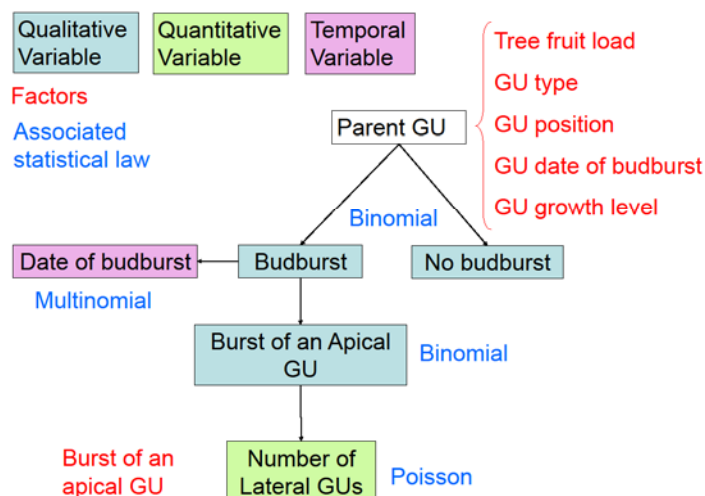 Qualitative
Variable
Quantitative
Variable
Temporal
Variable
Factors
Associated
statistical law
Parent GU
Tree fruit load
GU type
GU position
GU date of budburst
GU growth level
Binomial
Date of budburst
Budburst
No budburst
Multinomial
Burst of an Apical
GU
Binomial
Burst of an
apical GU
Number of
Lateral GUs
Poisson